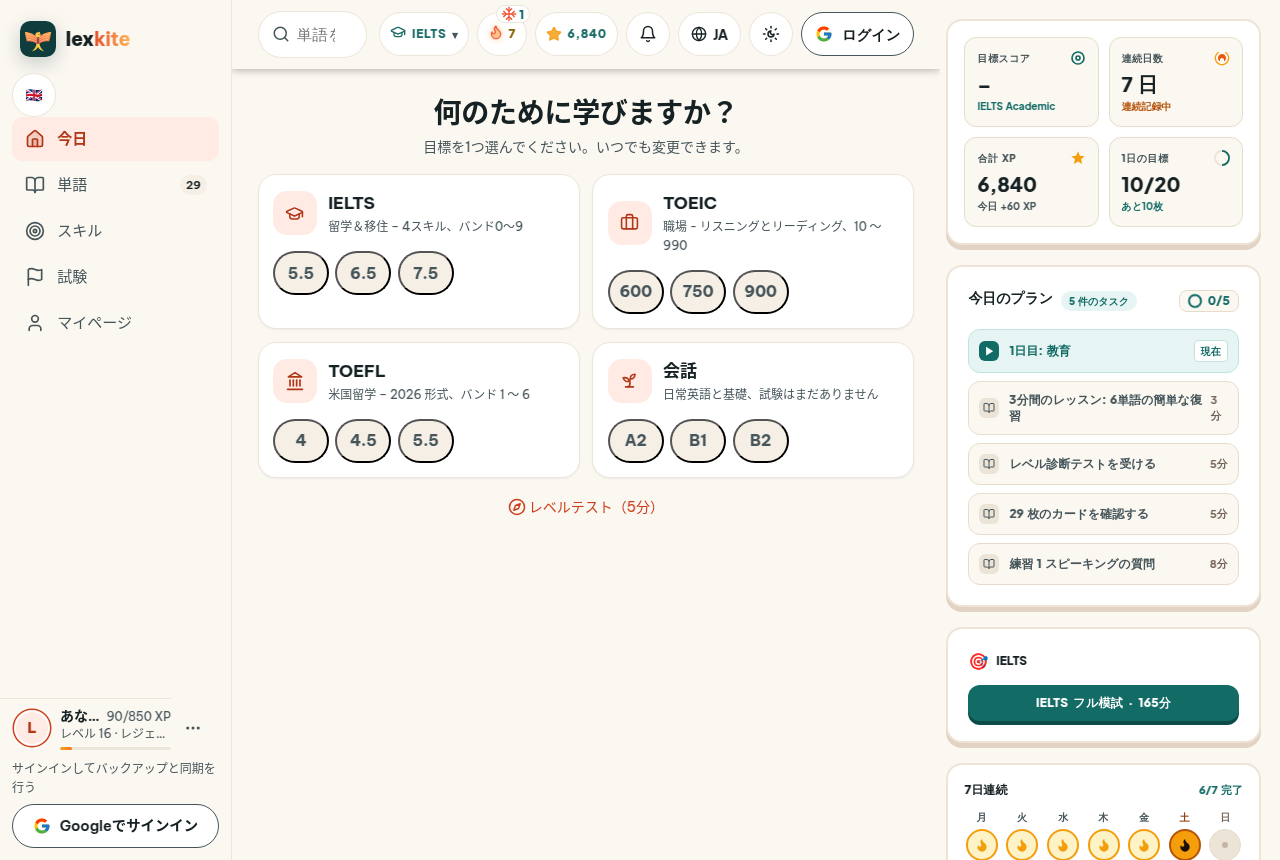 lexkite
今日
単語
29
スキル
試験
マイページ
L
あな... 90/850 XP
レベル 16 · レジェ...
サインインしてバックアップと同期を行う
Googleでサインイン
単語を
IELTS ▾
1
7
6,840
JA
ログイン
何のために学びますか？
目標を1つ選んでください。いつでも変更できます。
IELTS
留学＆移住 – 4スキル、バンド0〜9
5.5 6.5 7.5
TOEIC
職場 – リスニングとリーディング、10 〜
990
600 750 900
TOEFL
米国留学 – 2026 形式、バンド 1 〜 6
4 4.5 5.5
会話
日常英語と基礎、試験はまだありません
A2 B1 B2
レベルテスト（5分）
目標スコア
–
IELTS Academic
連続日数
7 日
連続記録中
合計 XP
6,840
今日 +60 XP
1日の目標
10/20
あと10枚
今日のプラン 5 件のタスク 0/5
1日目: 教育 現在
3分間のレッスン: 6単語の簡単な復習 3分
レベル診断テストを受ける 5分
29 枚のカードを確認する 5分
練習 1 スピーキングの質問 8分
IELTS
IELTS フル模試 · 165分
7日連続 6/7 完了
月 火 水 木 金 土 日